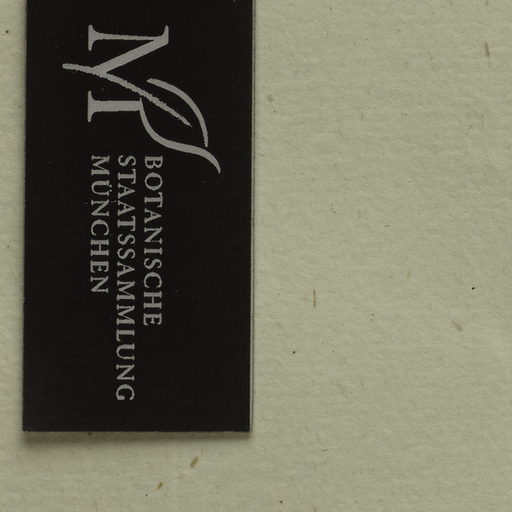 M
BOTANISCHE
STAATSSAMMLUNG
MÜNCHEN